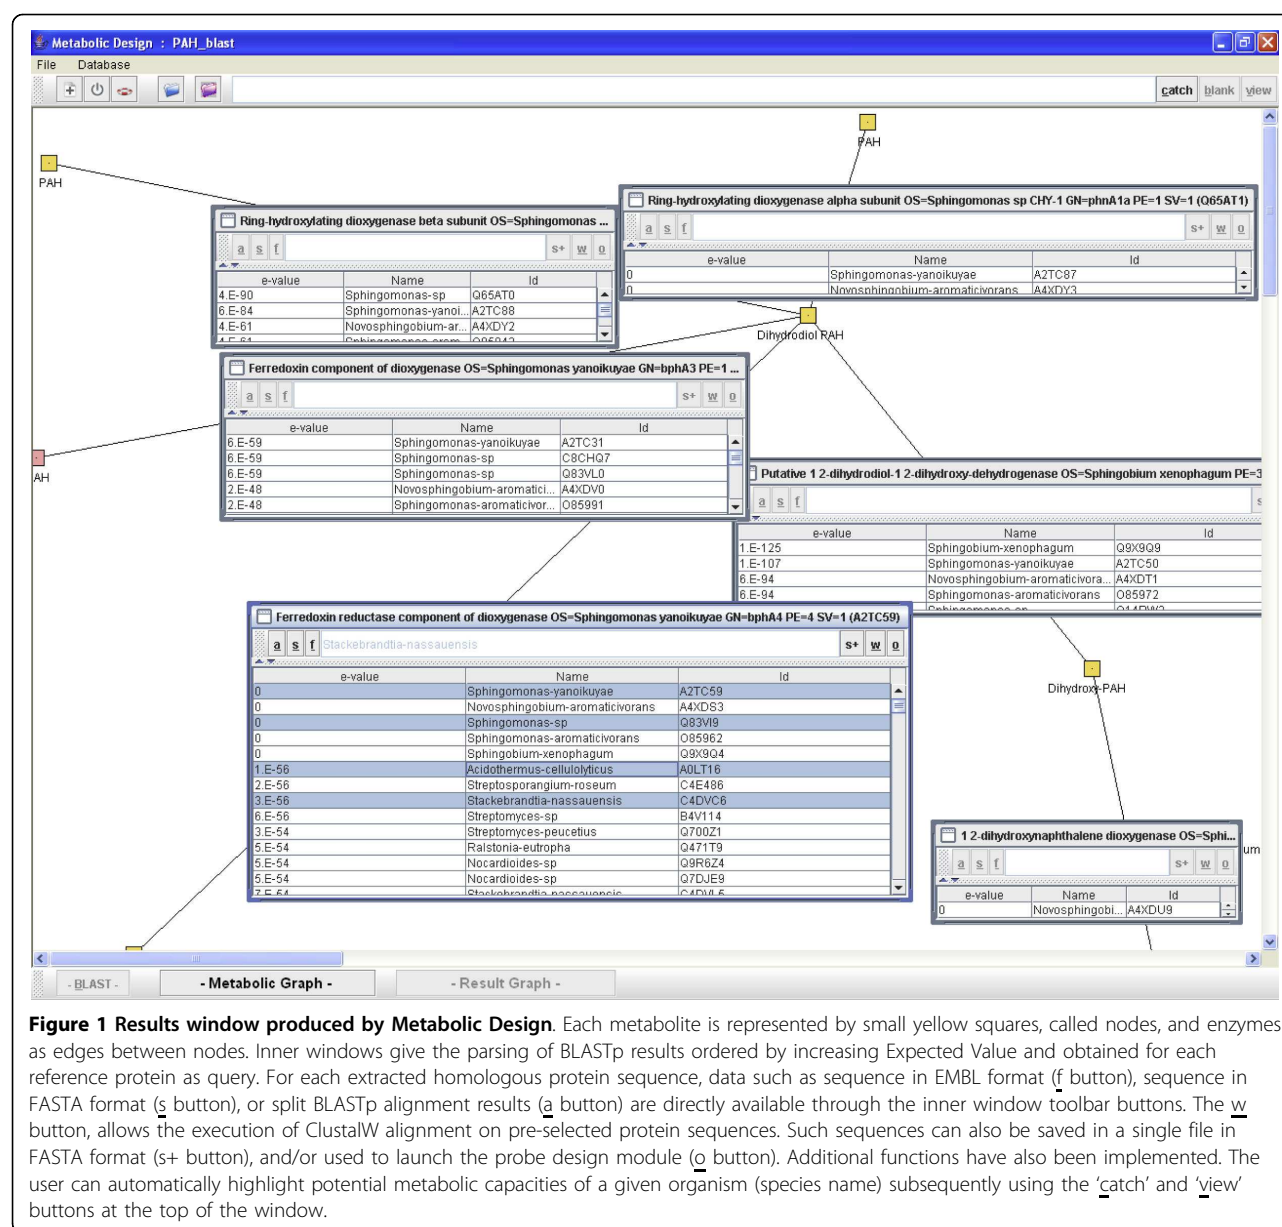 Metabolic Design : PAH_blast
File Database
catch blank view
PAH
PAH
Ring-hydroxylating dioxygenase beta subunit OS=Sphingomonas ...
a s f s+ w o
e-value Name Id
4.E-90 Sphingomonas-sp Q65AT0
6.E-84 Sphingomonas-yanoi... A2TC88
4.E-61 Novosphingobium-ar... A4XDY2
Ring-hydroxylating dioxygenase alpha subunit OS=Sphingomonas sp CHY-1 GN=phnA1a PE=1 SV=1 (Q65AT1)
a s f s+ w o
e-value Name Id
0 Sphingomonas-yanoikuyae A2TC87
0 Novosphingobium-aromaticivorans A4XDY3
Dihydrodiol PAH
Ferredoxin component of dioxygenase OS=Sphingomonas yanoikuyae GN=bphA3 PE=1 ...
a s f s+ w o
e-value Name Id
6.E-59 Sphingomonas-yanoikuyae A2TC31
6.E-59 Sphingomonas-sp C8CHQ7
6.E-59 Sphingomonas-sp Q83VL0
2.E-48 Novosphingobium-aromatici... A4XDV0
2.E-48 Sphingomonas-aromaticivor... O85991
AH
Putative 1 2-dihydrodiol-1 2-dihydroxy-dehydrogenase OS=Sphingobium xenophagum PE=3
a s f s
e-value Name Id
1.E-125 Sphingobium-xenophagum Q9X9Q9
1.E-107 Sphingomonas-yanoikuyae A2TC50
6.E-94 Novosphingobium-aromaticivora... A4XDT1
6.E-94 Sphingomonas-aromaticivorans O85972
Ferredoxin reductase component of dioxygenase OS=Sphingomonas yanoikuyae GN=bphA4 PE=4 SV=1 (A2TC59)
a s f Stackebrandtia-nassauensis s+ w o
e-value Name Id
0 Sphingomonas-yanoikuyae A2TC59
0 Novosphingobium-aromaticivorans A4XDS3
0 Sphingomonas-sp Q83VI9
0 Sphingomonas-aromaticivorans O85962
0 Sphingobium-xenophagum Q9X9Q4
1.E-56 Acidothermus-cellulolyticus A0LT16
2.E-56 Streptosporangium-roseum C4E486
3.E-56 Stackebrandtia-nassauensis C4DVC6
6.E-56 Streptomyces-sp B4V114
3.E-54 Streptomyces-peucetius Q700Z1
5.E-54 Ralstonia-eutropha Q471T9
5.E-54 Nocardioides-sp Q9R6Z4
5.E-54 Nocardioides-sp Q7DJE9
7.E-54 Stackebrandtia-nassauensis C4DVL5
Dihydroxy-PAH
1 2-dihydroxynaphthalene dioxygenase OS=Sphi...
a s f s+ w o
e-value Name Id
0 Novosphingobi... A4XDU9
um
- BLAST - - Metabolic Graph - - Result Graph -
Figure 1 Results window produced by Metabolic Design. Each metabolite is represented by small yellow squares, called nodes, and enzymes
as edges between nodes. Inner windows give the parsing of BLASTp results ordered by increasing Expected Value and obtained for each
reference protein as query. For each extracted homologous protein sequence, data such as sequence in EMBL format (f button), sequence in
FASTA format (s button), or split BLASTp alignment results (a button) are directly available through the inner window toolbar buttons. The w
button, allows the execution of ClustalW alignment on pre-selected protein sequences. Such sequences can also be saved in a single file in
FASTA format (s+ button), and/or used to launch the probe design module (o button). Additional functions have also been implemented. The
user can automatically highlight potential metabolic capacities of a given organism (species name) subsequently using the ‘catch’ and ‘view’
buttons at the top of the window.